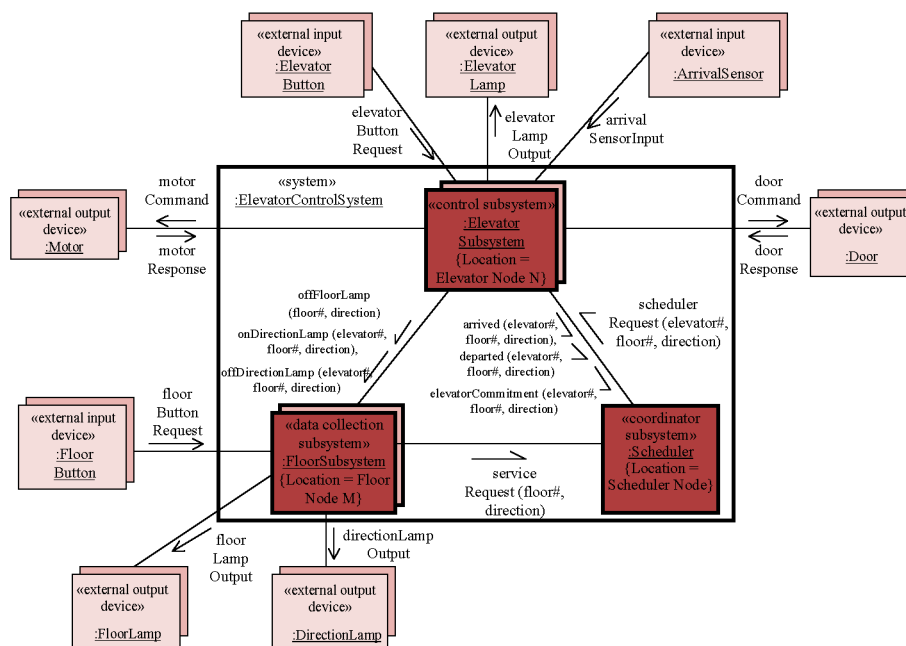 «external input
device»
:Elevator
Button
«external output
device»
:Elevator
Lamp
«external input
device»
:ArrivalSensor
elevator
Button
Request
elevator
Lamp
Output
arrival
SensorInput
«system»
:ElevatorControlSystem
motor
Command
«external output
device»
:Motor
motor
Response
«control subsystem»
:Elevator
Subsystem
{Location =
Elevator Node N}
door
Command
«external output
device»
:Door
door
Response
offFloorLamp
(floor#, direction)
onDirectionLamp (elevator#,
floor#, direction),
offDirectionLamp (elevator#,
floor#, direction)
arrived (elevator#,
floor#, direction),
departed (elevator#,
floor#, direction)
elevatorCommitment (elevator#,
floor#, direction)
scheduler
Request (elevator#,
floor#, direction)
«external input
device»
:Floor
Button
floor
Button
Request
«data collection
subsystem»
:FloorSubsystem
{Location = Floor
Node M}
«coordinator
subsystem»
:Scheduler
{Location =
Scheduler Node}
service
Request (floor#,
direction)
floor
Lamp
Output
directionLamp
Output
«external output
device»
:FloorLamp
«external output
device»
:DirectionLamp